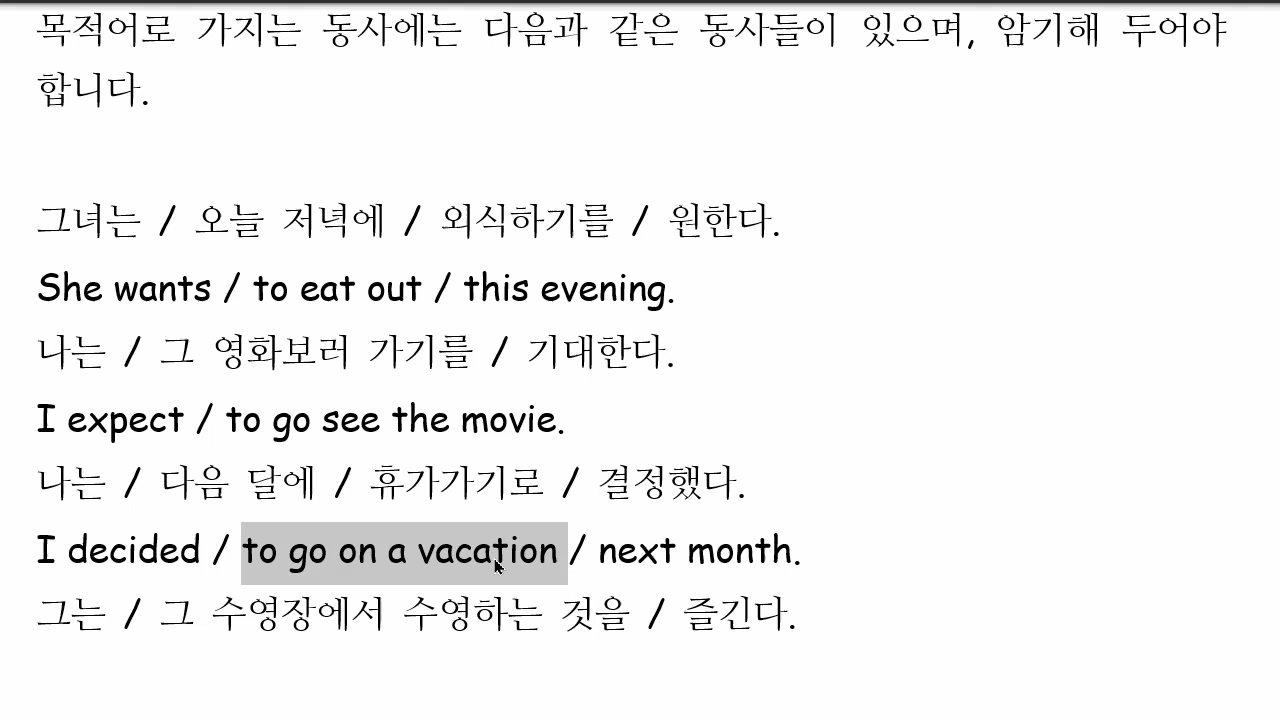 목적어로 가지는 동사에는 다음과 같은 동사들이 있으며, 암기해 두어야
합니다.
그녀는 / 오늘 저녁에 / 외식하기를 / 원한다.
She wants / to eat out / this evening.
나는 / 그 영화보러 가기를 / 기대한다.
I expect / to go see the movie.
나는 / 다음 달에 / 휴가가기로 / 결정했다.
I decided / to go on a vacation / next month.
그는 / 그 수영장에서 수영하는 것을 / 즐긴다.